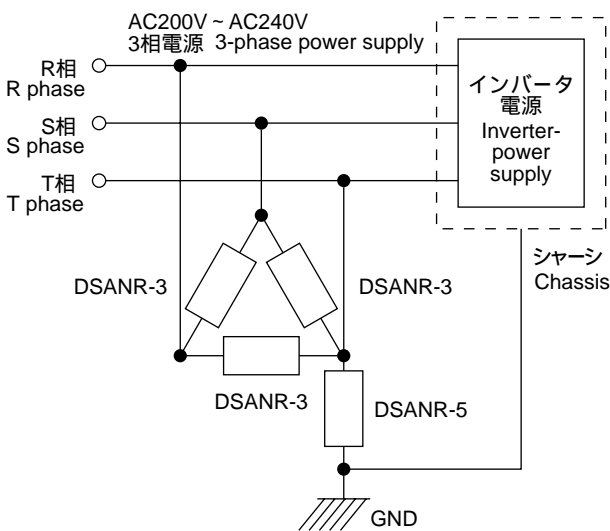 AC200V ~ AC240V
3相電源 3-phase power supply
R相
R phase
S相
S phase
T相
T phase
インバータ
電源
Inverter-
power
supply
シャーシ
Chassis
DSANR-3
DSANR-3
DSANR-3
DSANR-5
GND